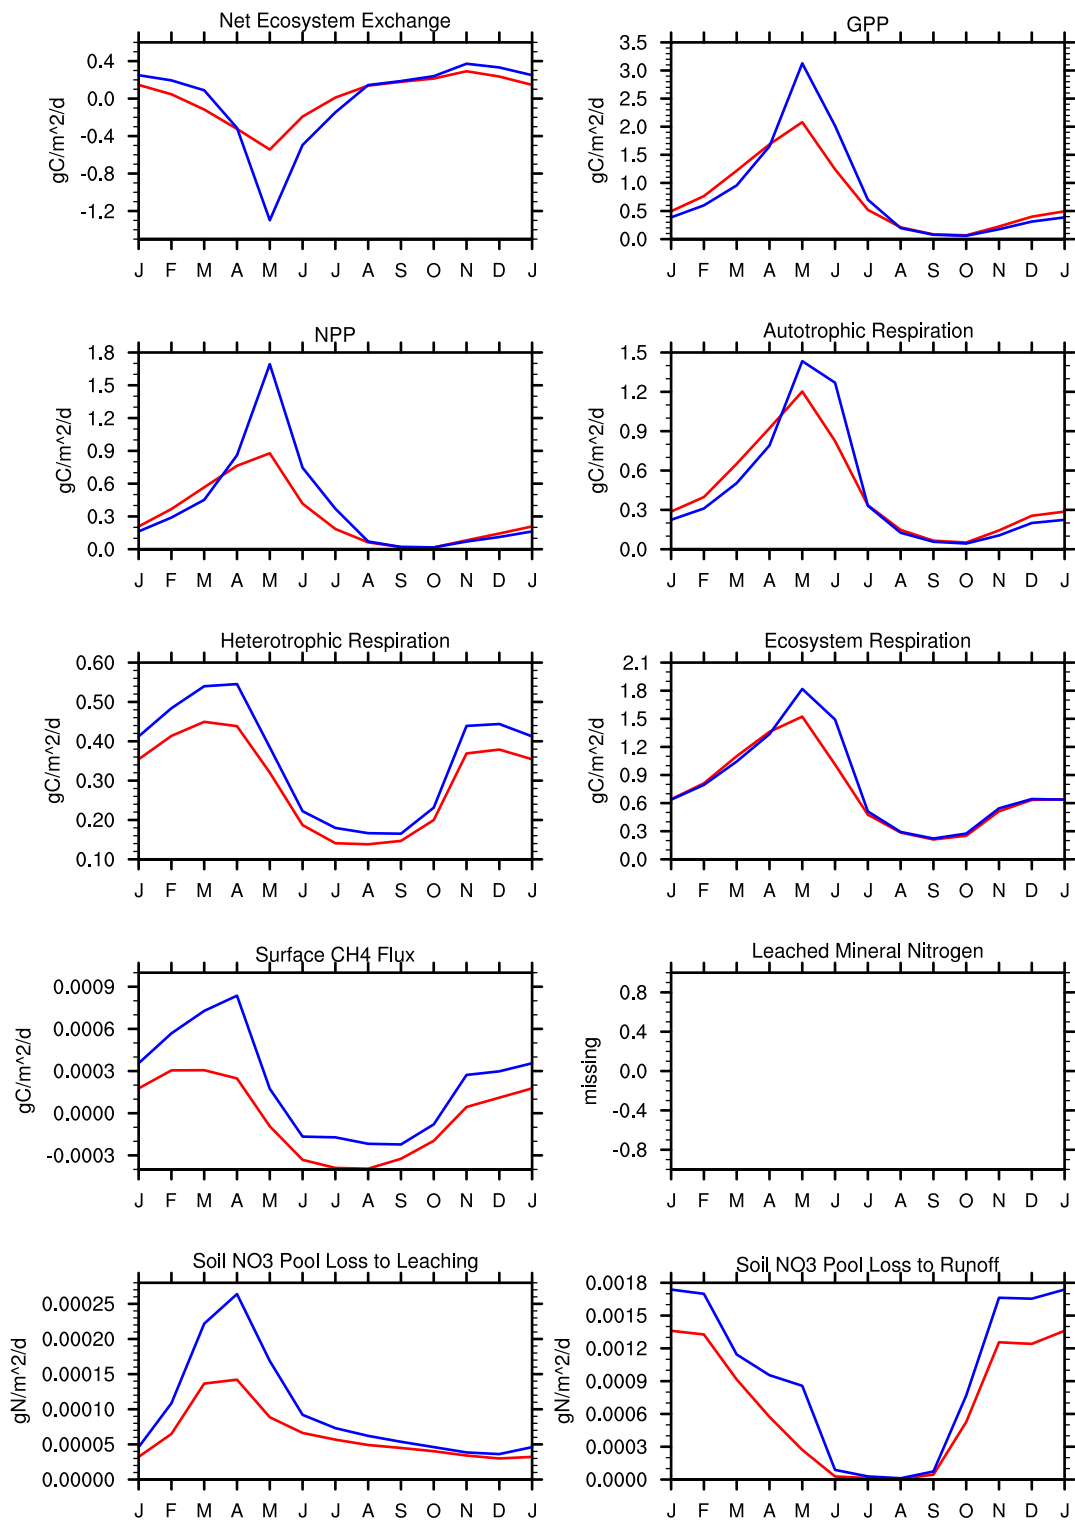 Net Ecosystem Exchange
gC/m^2/d
0.4
0.0
-0.4
-0.8
-1.2
J F M A M J J A S O N D J
GPP
gC/m^2/d
3.5
3.0
2.5
2.0
1.5
1.0
0.5
0.0
J F M A M J J A S O N D J
NPP
gC/m^2/d
1.8
1.5
1.2
0.9
0.6
0.3
0.0
J F M A M J J A S O N D J
Autotrophic Respiration
gC/m^2/d
1.5
1.2
0.9
0.6
0.3
0.0
J F M A M J J A S O N D J
Heterotrophic Respiration
gC/m^2/d
0.60
0.50
0.40
0.30
0.20
0.10
J F M A M J J A S O N D J
Ecosystem Respiration
gC/m^2/d
2.1
1.8
1.5
1.2
0.9
0.6
0.3
0.0
J F M A M J J A S O N D J
Surface CH4 Flux
gC/m^2/d
0.0009
0.0006
0.0003
0.0000
-0.0003
J F M A M J J A S O N D J
Leached Mineral Nitrogen
missing
0.8
0.4
0.0
-0.4
-0.8
J F M A M J J A S O N D J
Soil NO3 Pool Loss to Leaching
gN/m^2/d
0.00025
0.00020
0.00015
0.00010
0.00005
0.00000
J F M A M J J A S O N D J
Soil NO3 Pool Loss to Runoff
gN/m^2/d
0.0018
0.0015
0.0012
0.0009
0.0006
0.0003
0.0000
J F M A M J J A S O N D J